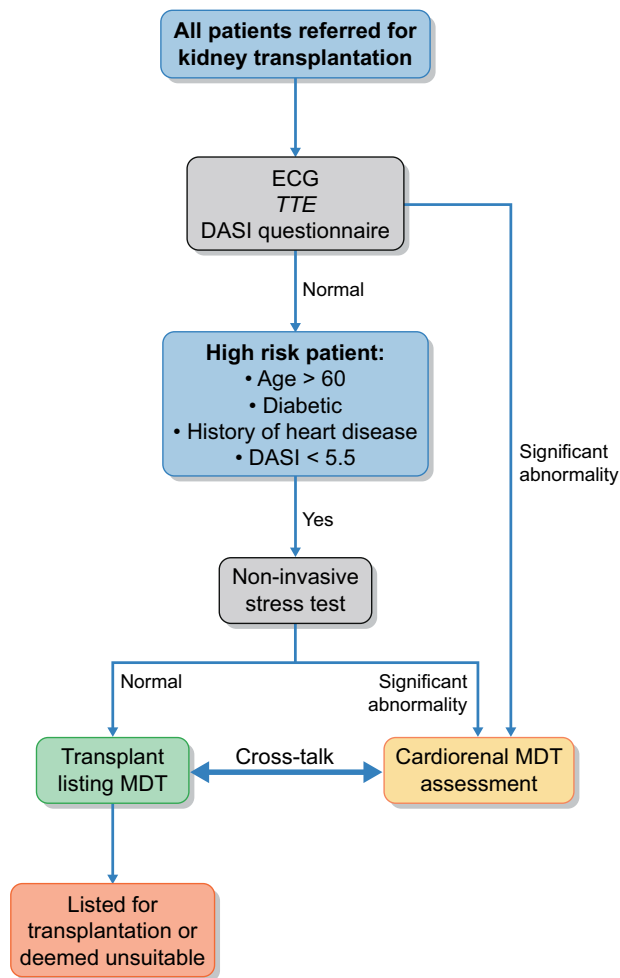 All patients referred for
kidney transplantation
ECG
TTE
DASI questionnaire
Normal
High risk patient:
• Age > 60
• Diabetic
• History of heart disease
• DASI < 5.5
Significant
abnormality
Yes
Non-invasive
stress test
Normal
Significant
abnormality
Transplant
listing MDT
Cross-talk
Cardiorenal MDT
assessment
Listed for
transplantation or
deemed unsuitable